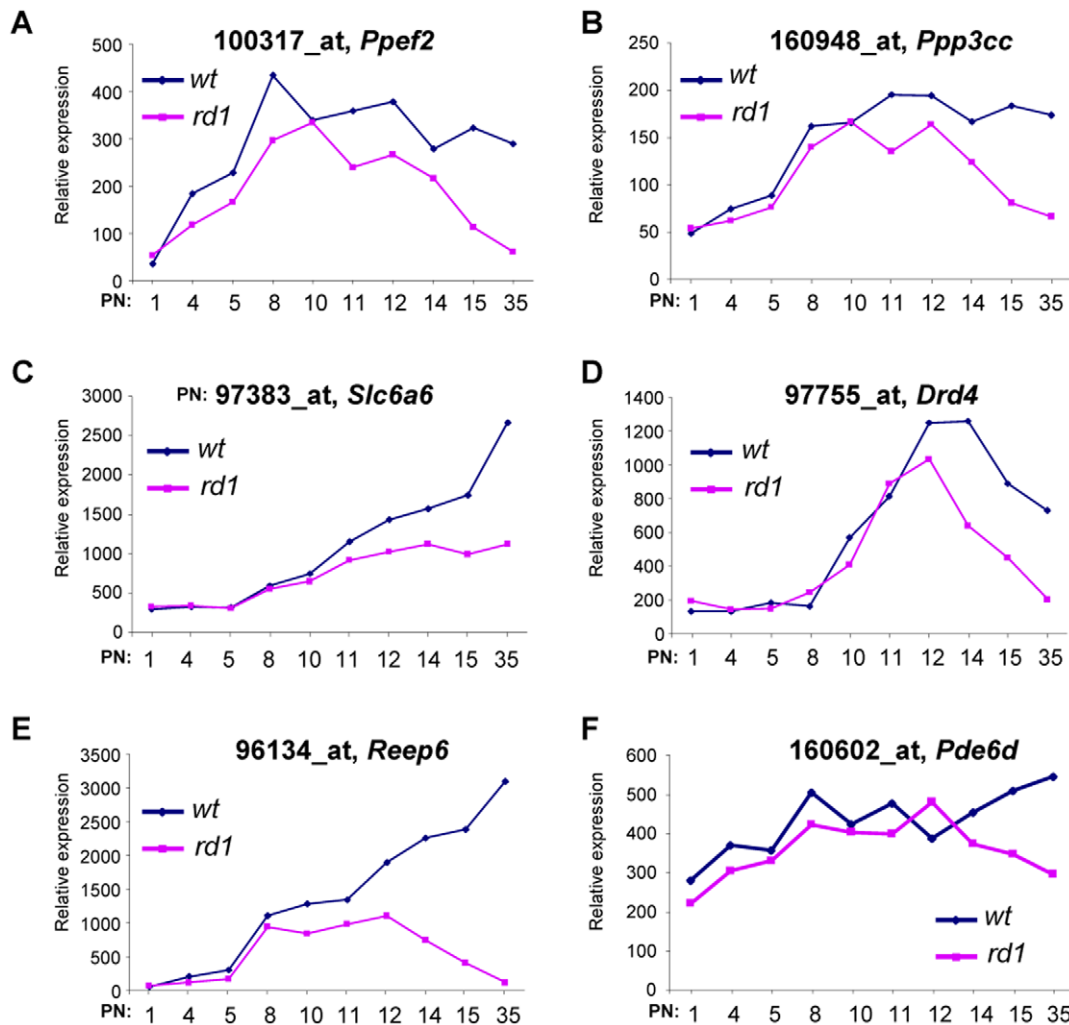 A
100317_at, Ppef2
Relative expression
500
400
300
200
100
0
wt
rd1
PN: 1 4 5 8 10 11 12 14 15 35
B
160948_at, Ppp3cc
Relative expression
250
200
150
100
50
0
wt
rd1
PN: 1 4 5 8 10 11 12 14 15 35
C
PN: 97383_at, Slc6a6
Relative expression
3000
2500
2000
1500
1000
500
0
wt
rd1
PN: 1 4 5 8 10 11 12 14 15 35
D
97755_at, Drd4
Relative expression
1400
1200
1000
800
600
400
200
0
wt
rd1
PN: 1 4 5 8 10 11 12 14 15 35
E
96134_at, Reep6
Relative expression
3500
3000
2500
2000
1500
1000
500
0
wt
rd1
PN: 1 4 5 8 10 11 12 14 15 35
F
160602_at, Pde6d
Relative expression
600
500
400
300
200
100
0
wt
rd1
PN: 1 4 5 8 10 11 12 14 15 35